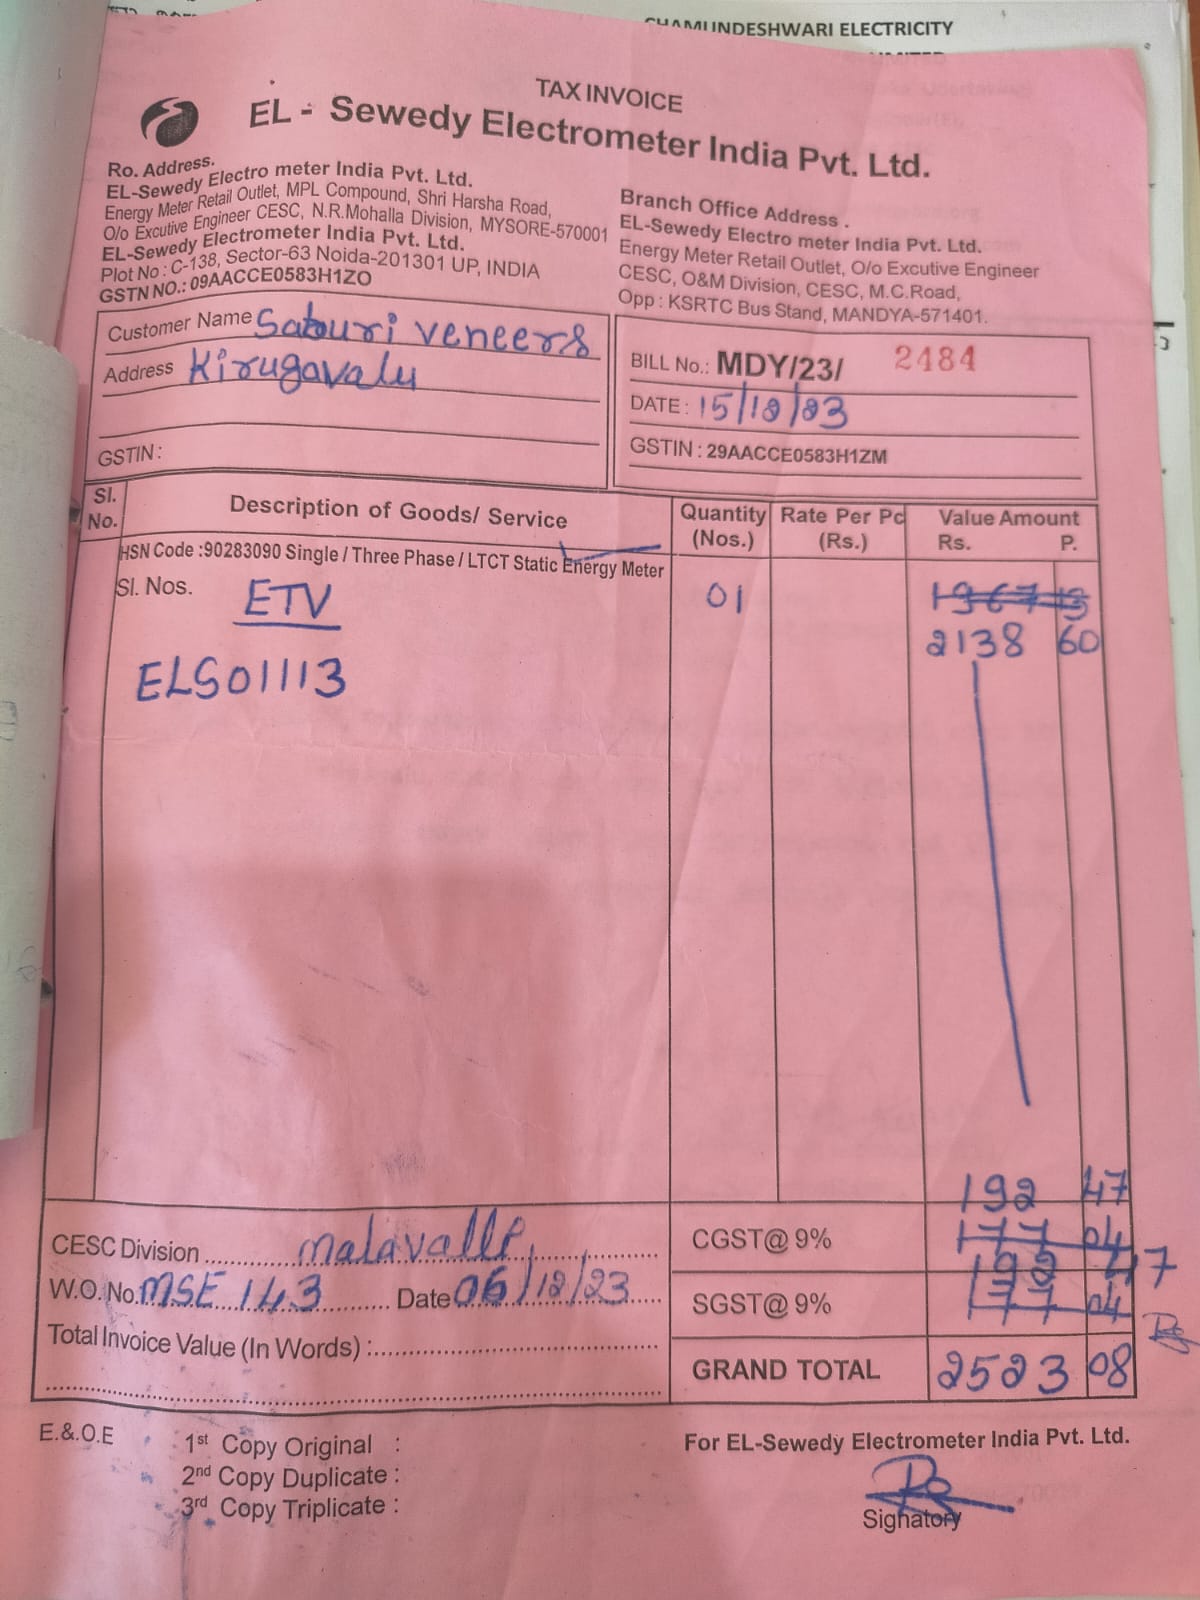 CHAMUNDESHWARI ELECTRICITY
TAX INVOICE
EL - Sewedy Electrometer India Pvt. Ltd.
Ro. Address.
EL-Sewedy Electro meter India Pvt. Ltd.
Energy Meter Retail Outlet, MPL Compound, Shri Harsha Road,
O/o Excutive Engineer CESC, N.R.Mohalla Division, MYSORE-570001
EL-Sewedy Electrometer India Pvt. Ltd.
Plot No : C-138, Sector-63 Noida-201301 UP, INDIA
GSTN NO.: 09AACCE0583H1ZO
Branch Office Address .
EL-Sewedy Electro meter India Pvt. Ltd.
Energy Meter Retail Outlet, O/o Excutive Engineer
CESC, O&M Division, CESC, M.C.Road,
Opp : KSRTC Bus Stand, MANDYA-571401.
Customer Name Saburi veneers
Address Kirugavalu
GSTIN :
BILL No.: MDY/23/ 2484
DATE : 15/12/23
GSTIN : 29AACCE0583H1ZM
Sl. No. Description of Goods/ Service Quantity (Nos.) Rate Per Pc (Rs.) Value Amount Rs. P.
HSN Code :90283090 Single / Three Phase / LTCT Static Energy Meter
Sl. Nos. ETV 01 1967 13
2138 60
ELS01113
192 47
CESC Division malavalli CGST@ 9% 177 04
192 47
W.O. No. MSE 143 Date 06/12/23 SGST@ 9% 177 04
Total Invoice Value (In Words) :
GRAND TOTAL 2523 08
E.&.O.E
1st Copy Original :
2nd Copy Duplicate :
3rd Copy Triplicate :
For EL-Sewedy Electrometer India Pvt. Ltd.
Signatory